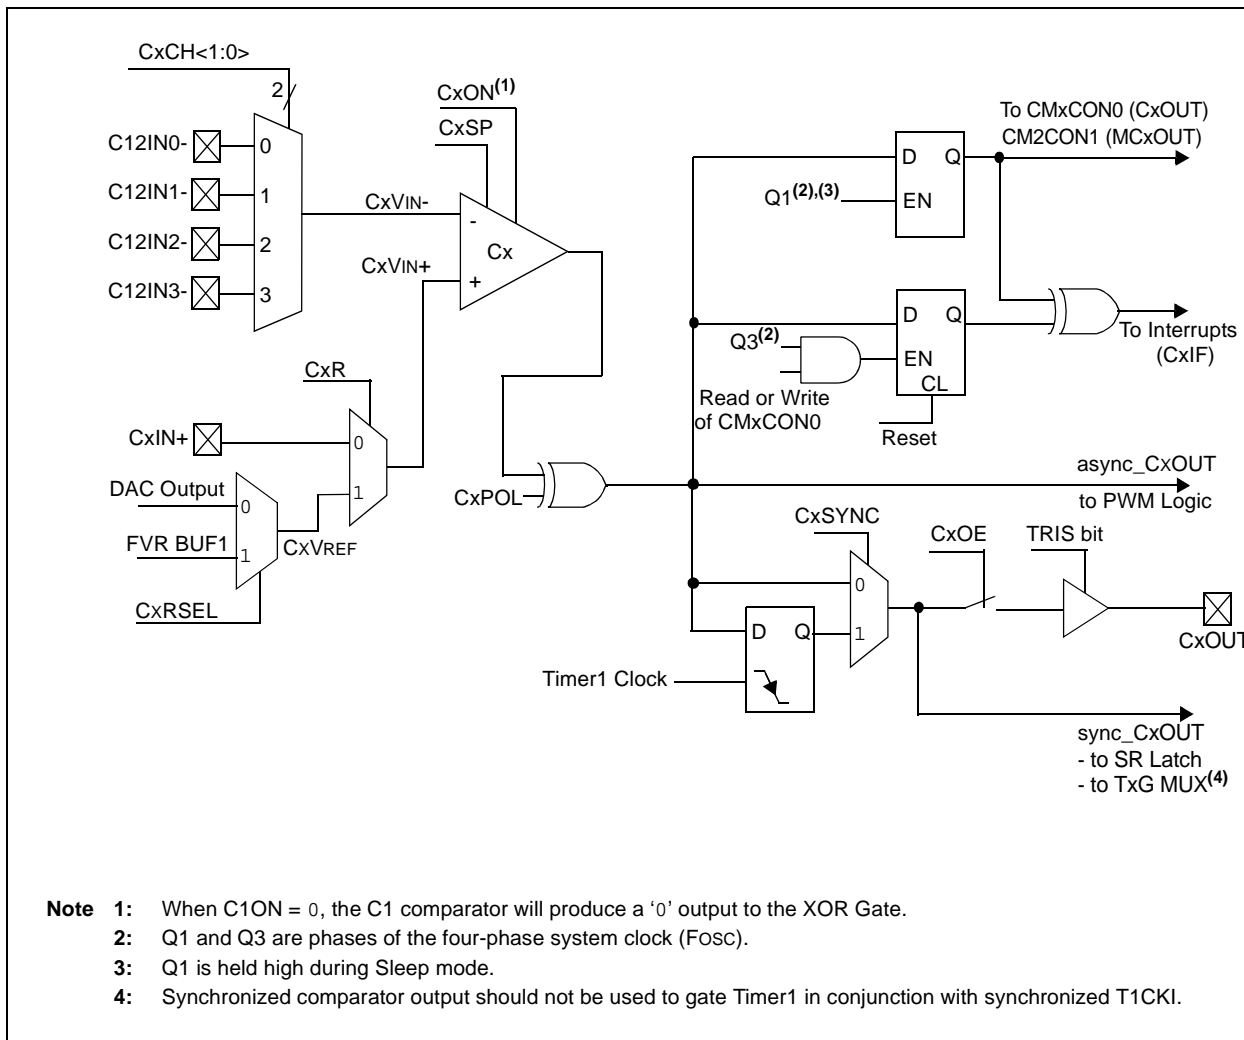 CxCH<1:0>
2
CxON(1)
CxSP
C12IN0-
0
C12IN1-
1
C12IN2-
2
C12IN3-
3
CxVIN-
-
Cx
CxVIN+
+
CxR
CxIN+
0
1
DAC Output
0
FVR BUF1
1
CxVREF
CxRSEL
CxPOL
D
Q
Q1(2),(3)
EN
To CMxCON0 (CxOUT)
CM2CON1 (MCxOUT)
D
Q
Q3(2)
EN
CL
Read or Write
of CMxCON0
Reset
To Interrupts
(CxIF)
async_CxOUT
to PWM Logic
CxSYNC
0
1
CxOE
TRIS bit
CxOUT
D
Q
Timer1 Clock
sync_CxOUT
- to SR Latch
- to TxG MUX(4)
Note 1: When C1ON = 0, the C1 comparator will produce a ‘0’ output to the XOR Gate.
2: Q1 and Q3 are phases of the four-phase system clock (FOSC).
3: Q1 is held high during Sleep mode.
4: Synchronized comparator output should not be used to gate Timer1 in conjunction with synchronized T1CKI.